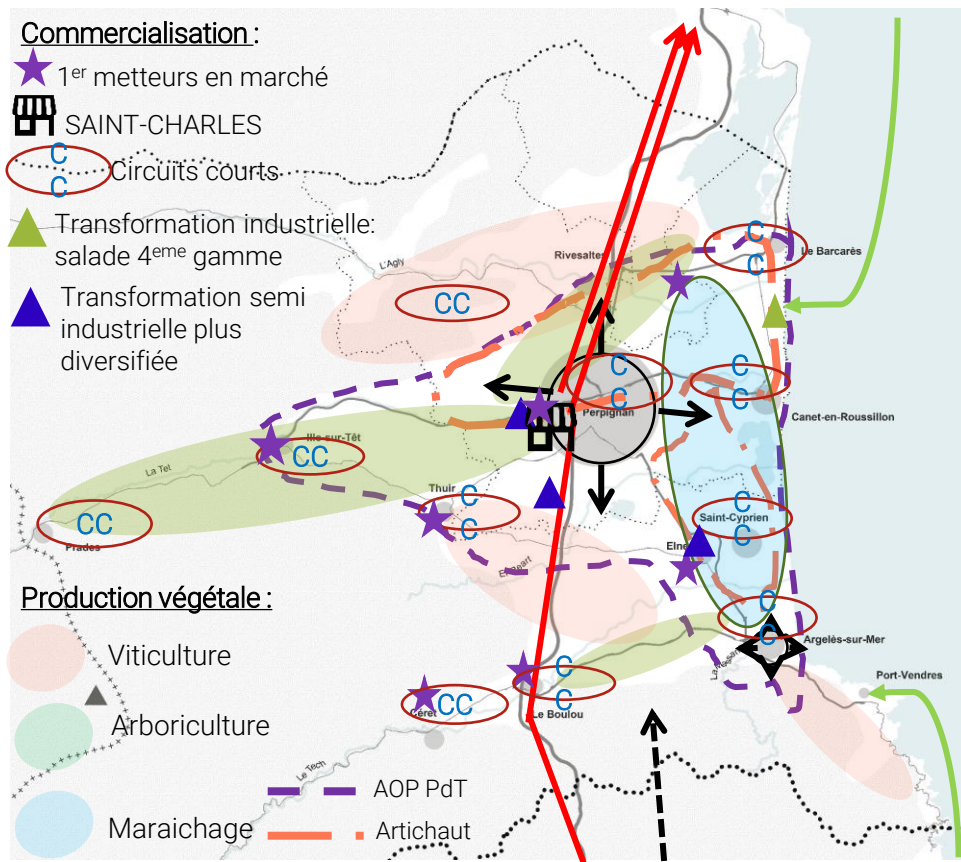 Commercialisation :
1er metteurs en marché
SAINT-CHARLES
C
C
Circuits courts
Transformation industrielle:
salade 4eme gamme
Transformation semi
industrielle plus
diversifiée
L'Agly
Rivesaltes
C
C
Le Barcarès
CC
C
C
Perpignan
C
C
Canet-en-Roussillon
Ille-sur-Têt
CC
La Tet
Thuir
C
C
CC
Prades
C
C
Saint-Cyprien
Elne
C
C
Argelès-sur-Mer
Port-Vendres
C
C
Le Boulou
CC
Céret
Le Tech
Production végétale :
Viticulture
Arboriculture
Maraichage
AOP PdT
Artichaut